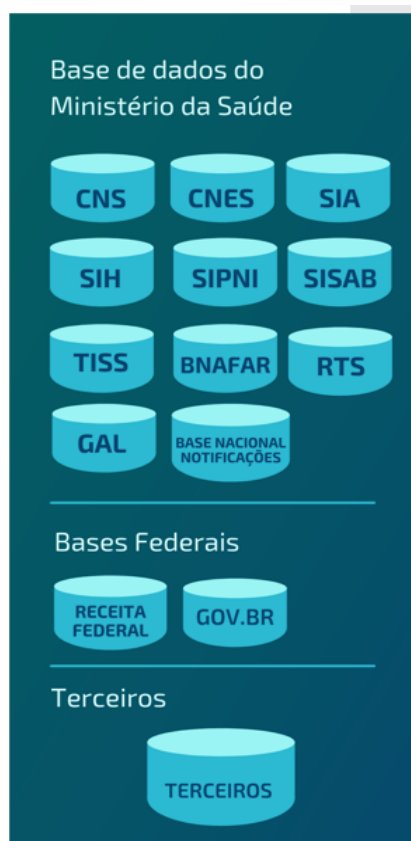 Base de dados do
Ministério da Saúde
CNS
CNES
SIA
SIH
SIPNI
SISAB
TISS
BNAFAR
RTS
GAL
BASE NACIONAL
NOTIFICAÇÕES
Bases Federais
RECEITA
FEDERAL
GOV.BR
Terceiros
TERCEIROS